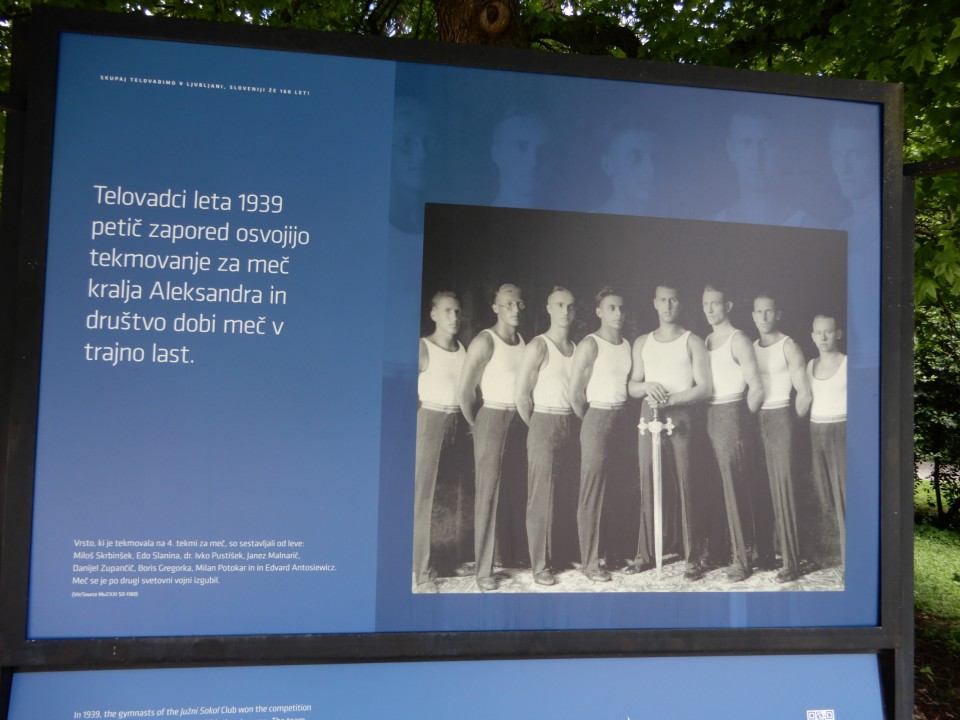 SKUPAJ TELOVADIMO V LJUBLJANI, SLOVENIJI ŽE 160 LET!
Telovadci leta 1939
petič zapored osvojijo
tekmovanje za meč
kralja Aleksandra in
društvo dobi meč v
trajno last.
Vrsto, ki je tekmovala na 4. tekmi za meč, so sestavljali od leve:
Miloš Skrbinšek, Edo Slanina, dr. Ivko Pustišek, Janez Malnarič,
Danijel Zupančič, Boris Gregorka, Milan Potokar in in Edvard Antosiewicz.
Meč se je po drugi svetovni vojni izgubil.
In 1939, the gymnasts of the Južni Sokol Club won the competition